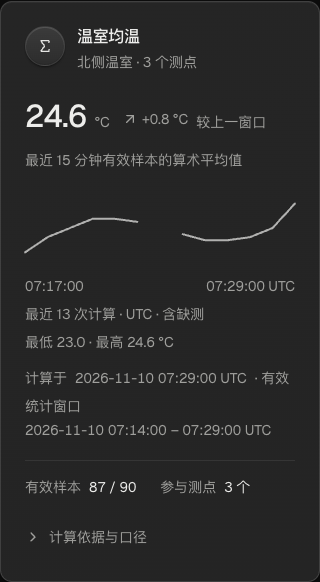 Σ
温室均温
北侧温室 · 3 个测点
24.6 °C ↗ +0.8 °C 较上一窗口
最近 15 分钟有效样本的算术平均值
07:17:00 07:29:00 UTC
最近 13 次计算 · UTC · 含缺测
最低 23.0 · 最高 24.6 °C
计算于 2026-11-10 07:29:00 UTC · 有效
统计窗口
2026-11-10 07:14:00 – 07:29:00 UTC
有效样本 87 / 90 参与测点 3 个
计算依据与口径